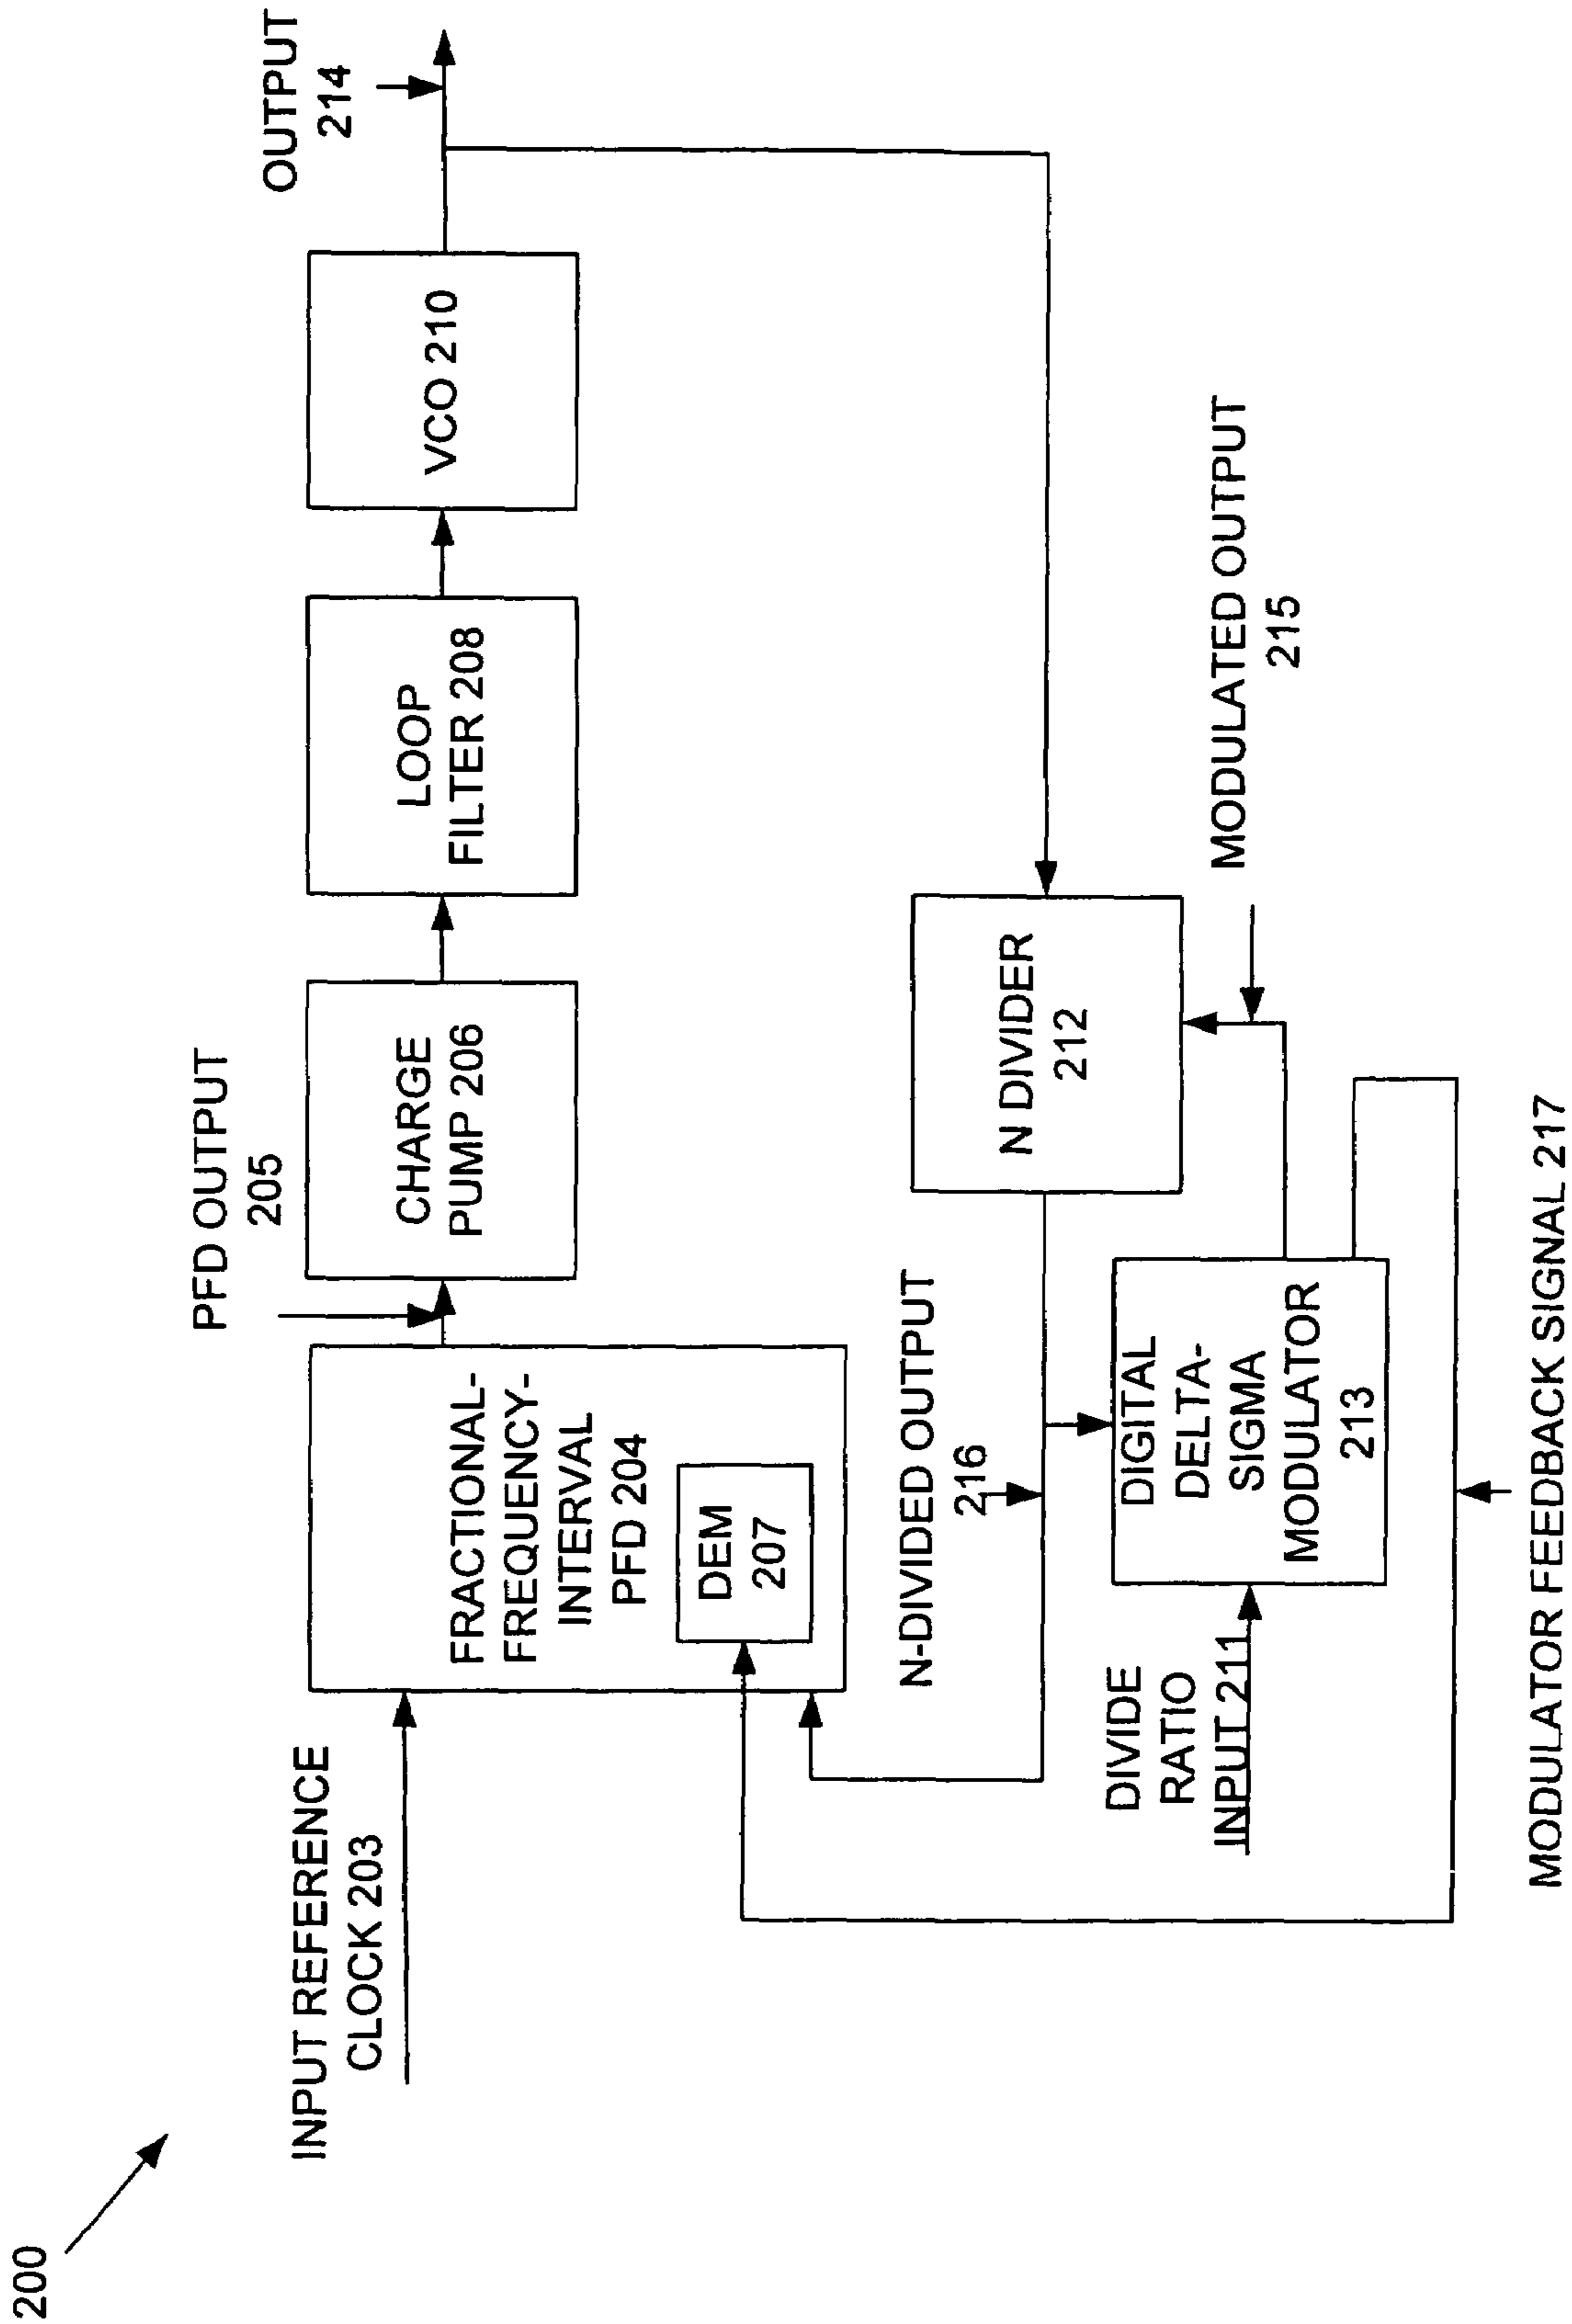 200
INPUT REFERENCE
CLOCK 203
FRACTIONAL-
FREQUENCY-
INTERVAL
PFD 204
DEM
207
PFD OUTPUT
205
CHARGE
PUMP 206
LOOP
FILTER 208
VCO 210
OUTPUT
214
N-DIVIDED OUTPUT
216
N DIVIDER
212
DIVIDE
RATIO
INPUT 211
DIGITAL
DELTA-
SIGMA
MODULATOR
213
MODULATED OUTPUT
215
MODULATOR FEEDBACK SIGNAL 217